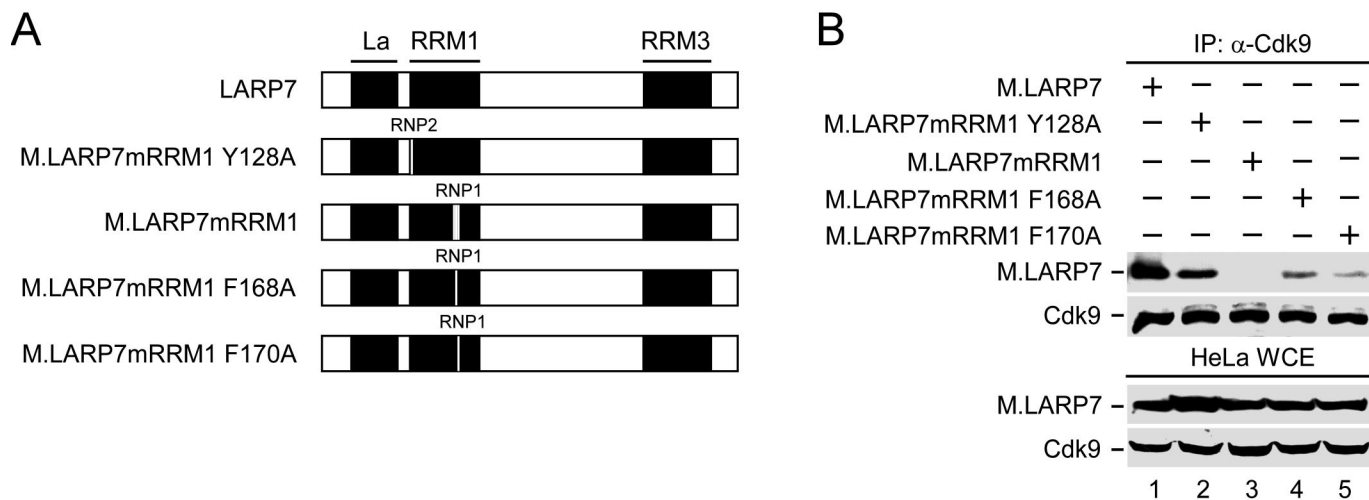 A
La RRM1 RRM3
LARP7
RNP2
M.LARP7mRRM1 Y128A
RNP1
M.LARP7mRRM1
RNP1
M.LARP7mRRM1 F168A
RNP1
M.LARP7mRRM1 F170A
B
IP: α-Cdk9
M.LARP7 + – – – –
M.LARP7mRRM1 Y128A – + – – –
M.LARP7mRRM1 – – + – –
M.LARP7mRRM1 F168A – – – + –
M.LARP7mRRM1 F170A – – – – +
M.LARP7 –
Cdk9 –
HeLa WCE
M.LARP7 –
Cdk9 –
1 2 3 4 5